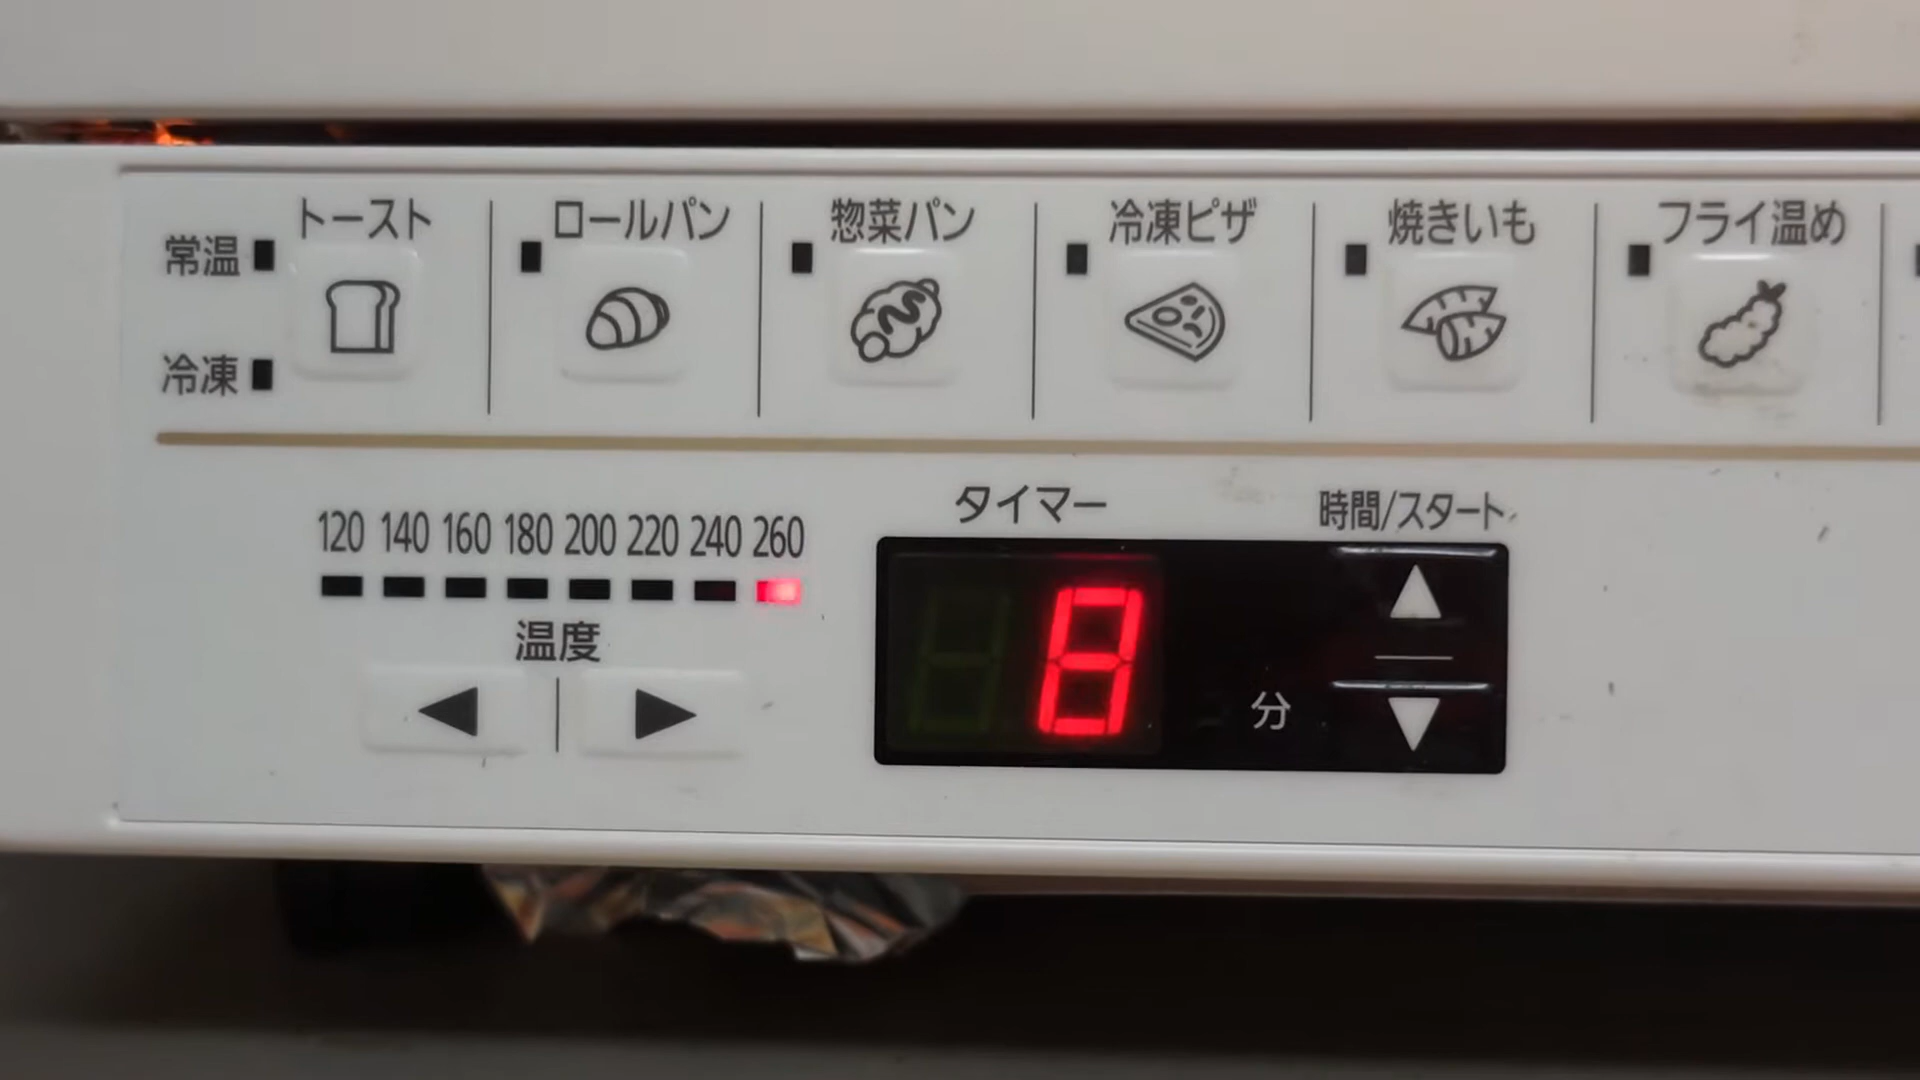 トースト ロールパン 惣菜パン 冷凍ピザ 焼きいも フライ温め
常温
冷凍
タイマー 時間/スタート
120 140 160 180 200 220 240 260
温度
8 分